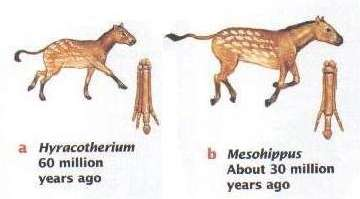 a Hyracotherium
60 million
years ago
b Mesohippus
About 30 million
years ago